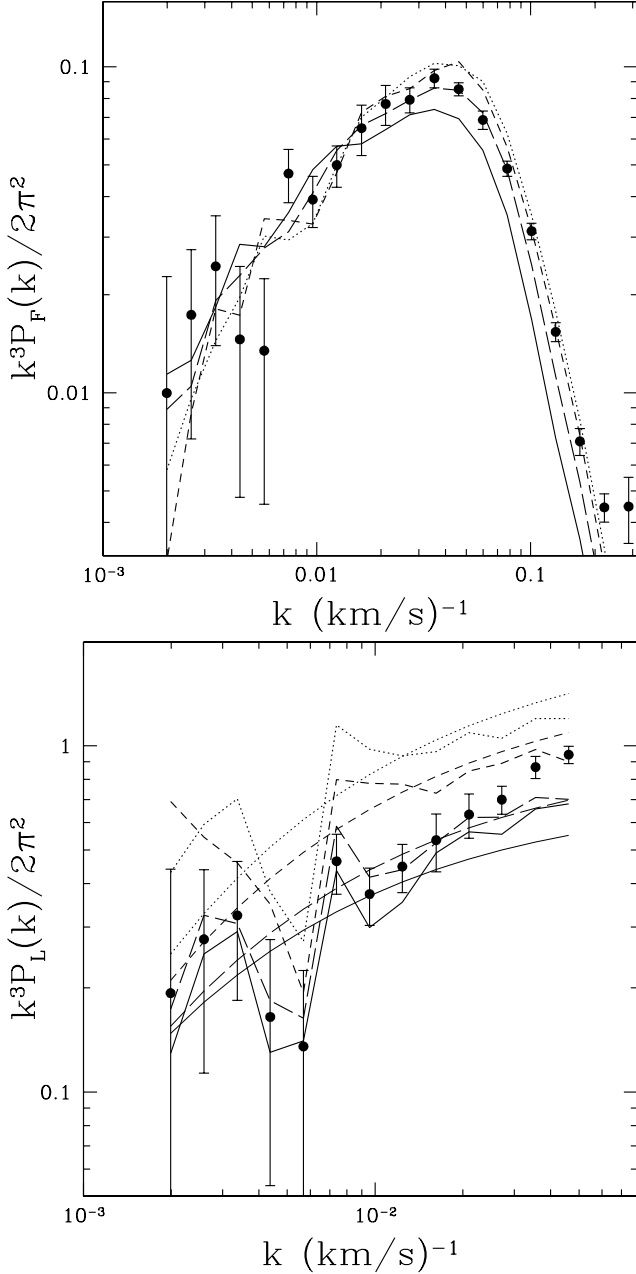 0.1
0.01
k³P_F(k)/2π²
10⁻³ 0.01 0.1
k (km/s)⁻¹
1
0.1
k³P_L(k)/2π²
10⁻³ 10⁻²
k (km/s)⁻¹